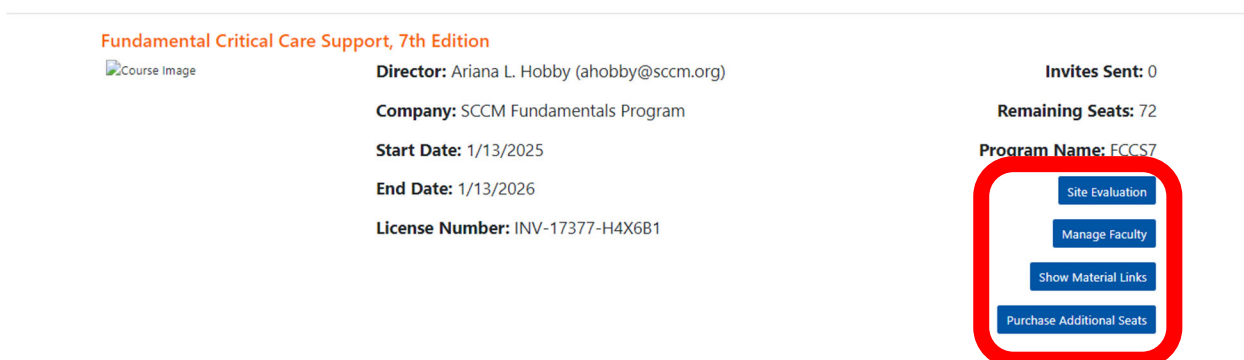 Fundamental Critical Care Support, 7th Edition
Course Image
Director: Ariana L. Hobby (ahobby@sccm.org)
Company: SCCM Fundamentals Program
Start Date: 1/13/2025
End Date: 1/13/2026
License Number: INV-17377-H4X6B1
Invites Sent: 0
Remaining Seats: 72
Program Name: FCCS7
Site Evaluation
Manage Faculty
Show Material Links
Purchase Additional Seats